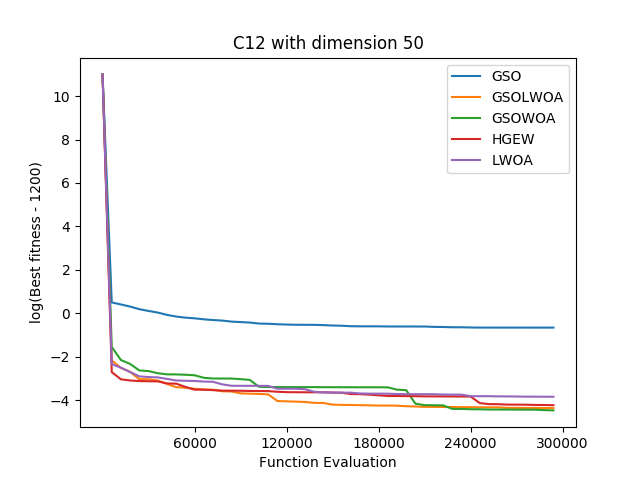 C12 with dimension 50
log(Best fitness - 1200)
10
8
6
4
2
0
−2
−4
GSO
GSOLWOA
GSOWOA
HGEW
LWOA
60000 120000 180000 240000 300000
Function Evaluation